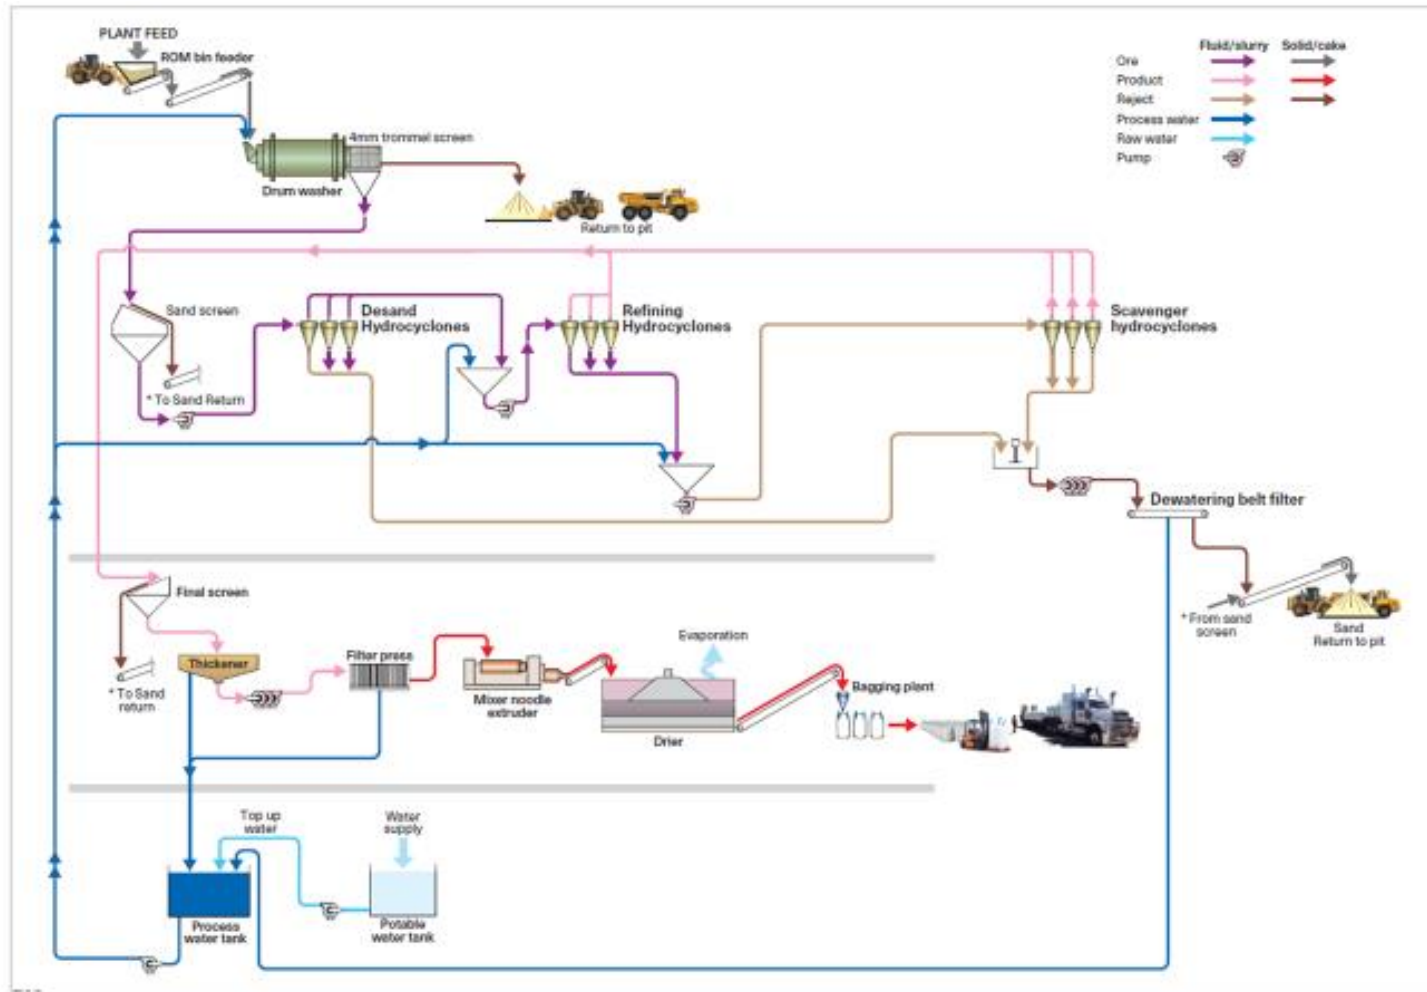 PLANT FEED
ROM bin feeder
Fluid/slurry Solid/cake
Ore
Product
Reject
Process water
Raw water
Pump
4mm trommel screen
Drum washer
Return to pit
Sand screen
Desand
Hydrocyclones
Refining
Hydrocyclones
Scavenger
hydrocyclones
* To Sand Return
Dewatering belt filter
Final screen
* From sand
screen
Sand
Return to pit
Thickener
Filter press
Evaporation
* To Sand
return
Mixer noodle
extruder
Drier
Bagging plant
Top up
water
Water
supply
Process
water tank
Potable
water tank